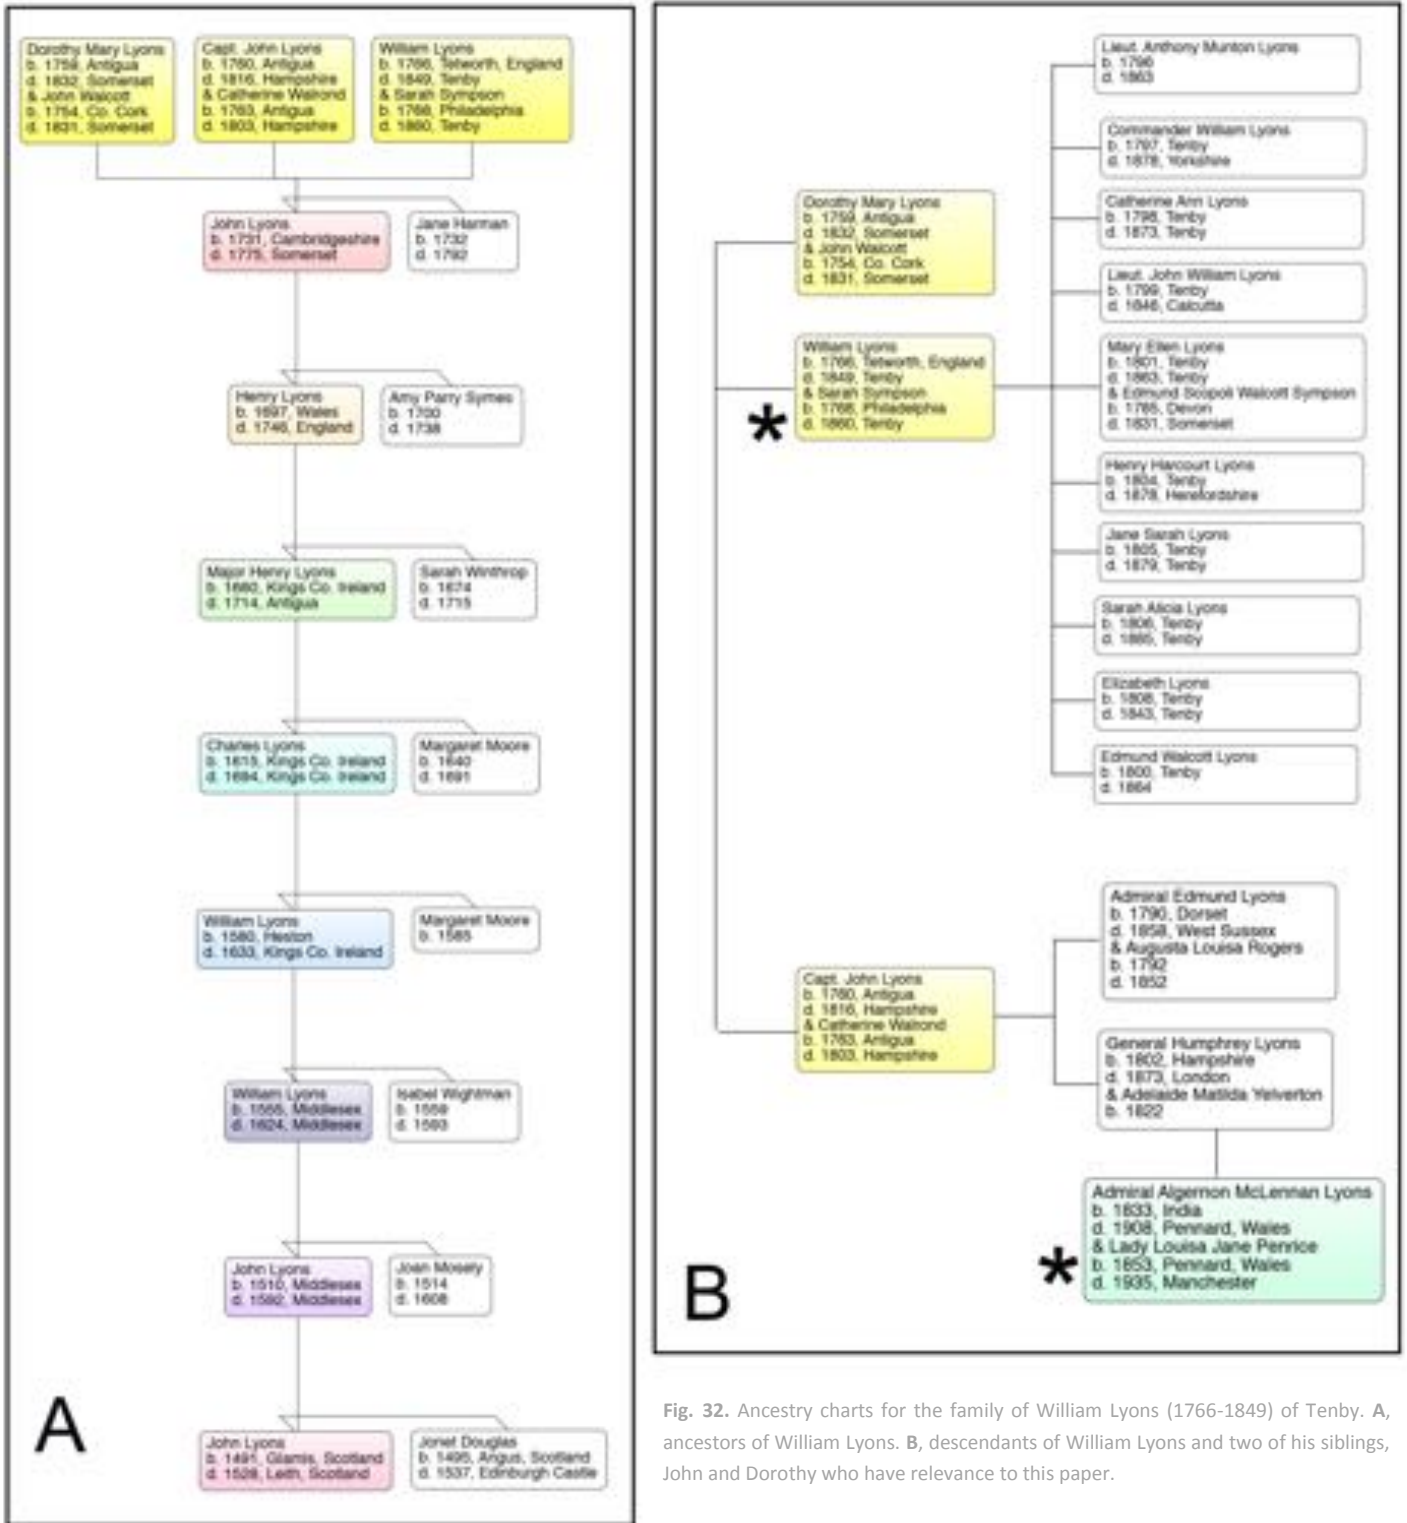 Dorothy Mary Lyons
b. 1759, Antigua
d. 1832, Somerset
& John Walcott
b. 1754, Co. Cork
d. 1831, Somerset
Capt. John Lyons
b. 1760, Antigua
d. 1816, Hampshire
& Catherine Walrond
b. 1763, Antigua
d. 1803, Hampshire
William Lyons
b. 1766, Tetworth, England
d. 1849, Tenby
& Sarah Sympson
b. 1768, Philadelphia
d. 1860, Tenby
John Lyons
b. 1731, Cambridgeshire
d. 1775, Somerset
Jane Harman
b. 1732
d. 1792
Henry Lyons
b. 1697, Wales
d. 1746, England
Amy Parry Symes
b. 1700
d. 1738
Major Henry Lyons
b. 1660, Kings Co. Ireland
d. 1714, Antigua
Sarah Winthrop
b. 1674
d. 1715
Charles Lyons
b. 1615, Kings Co. Ireland
d. 1694, Kings Co. Ireland
Margaret Moore
b. 1640
d. 1691
William Lyons
b. 1580, Heston
d. 1633, Kings Co. Ireland
Margaret Moore
b. 1585
William Lyons
b. 1555, Middlesex
d. 1624, Middlesex
Isabel Wightman
b. 1559
d. 1593
John Lyons
b. 1510, Middlesex
d. 1592, Middlesex
Joan Mosely
b. 1514
d. 1608
John Lyons
b. 1491, Glamis, Scotland
d. 1528, Leith, Scotland
Jonet Douglas
b. 1495, Angus, Scotland
d. 1537, Edinburgh Castle
A
Dorothy Mary Lyons
b. 1759, Antigua
d. 1832, Somerset
& John Walcott
b. 1754, Co. Cork
d. 1831, Somerset
William Lyons
b. 1766, Tetworth, England
d. 1849, Tenby
& Sarah Sympson
b. 1768, Philadelphia
d. 1860, Tenby
*
Lieut. Anthony Munton Lyons
b. 1796
d. 1863
Commander William Lyons
b. 1797, Tenby
d. 1878, Yorkshire
Catherine Ann Lyons
b. 1798, Tenby
d. 1873, Tenby
Lieut. John William Lyons
b. 1799, Tenby
d. 1846, Calcutta
Mary Ellen Lyons
b. 1801, Tenby
d. 1863, Tenby
& Edmund Scopoli Walcott Sympson
b. 1785, Devon
d. 1831, Somerset
Henry Harcourt Lyons
b. 1804, Tenby
d. 1878, Herefordshire
Jane Sarah Lyons
b. 1805, Tenby
d. 1879, Tenby
Sarah Alicia Lyons
b. 1806, Tenby
d. 1885, Tenby
Elizabeth Lyons
b. 1808, Tenby
d. 1843, Tenby
Edmund Walcott Lyons
b. 1800, Tenby
d. 1864
Capt. John Lyons
b. 1760, Antigua
d. 1816, Hampshire
& Catherine Walrond
b. 1763, Antigua
d. 1803, Hampshire
Admiral Edmund Lyons
b. 1790, Dorset
d. 1858, West Sussex
& Augusta Louisa Rogers
b. 1792
d. 1852
General Humphrey Lyons
b. 1802, Hampshire
d. 1873, London
& Adelaide Matilda Yelverton
b. 1822
*
Admiral Algernon McLennan Lyons
b. 1833, India
d. 1908, Pennard, Wales
& Lady Louisa Jane Penrice
b. 1853, Pennard, Wales
d. 1935, Manchester
B
Fig. 32. Ancestry charts for the family of William Lyons (1766-1849) of Tenby. A,
ancestors of William Lyons. B, descendants of William Lyons and two of his siblings,
John and Dorothy who have relevance to this paper.